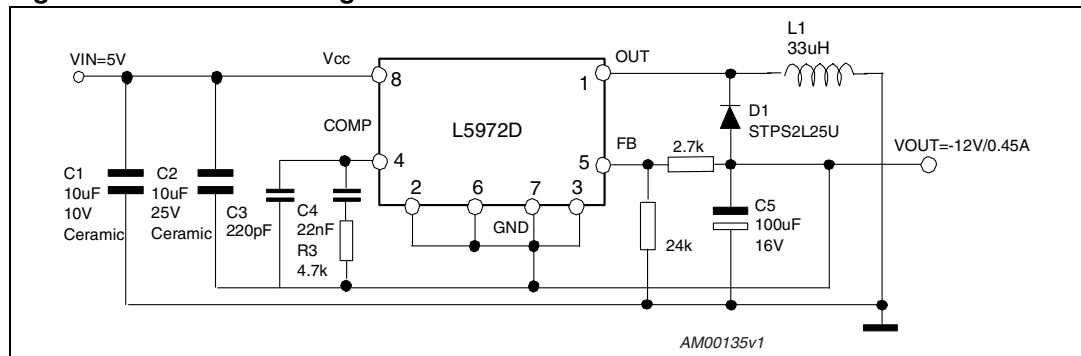 VIN=5V
Vcc
8
COMP
4
L5972D
OUT
1
FB
5
2
6
7
3
GND
L1
33uH
D1
STPS2L25U
2.7k
VOUT=-12V/0.45A
C1
10uF
10V
Ceramic
C2
10uF
25V
Ceramic
C3
220pF
C4
22nF
R3
4.7k
24k
C5
100uF
16V
AM00135v1